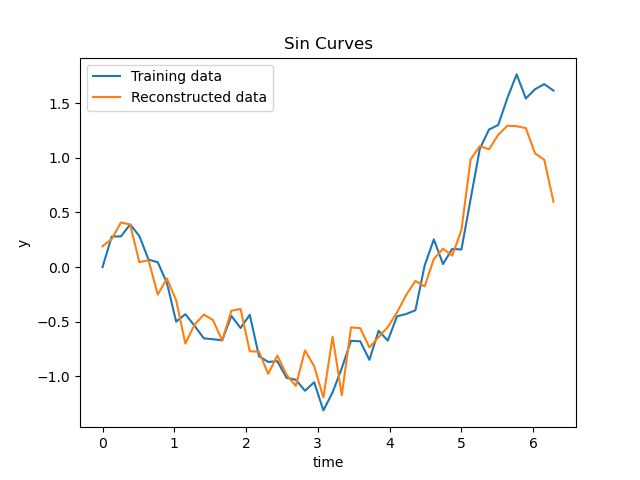 Sin Curves
Training data
Reconstructed data
y
1.5
1.0
0.5
0.0
−0.5
−1.0
0 1 2 3 4 5 6
time